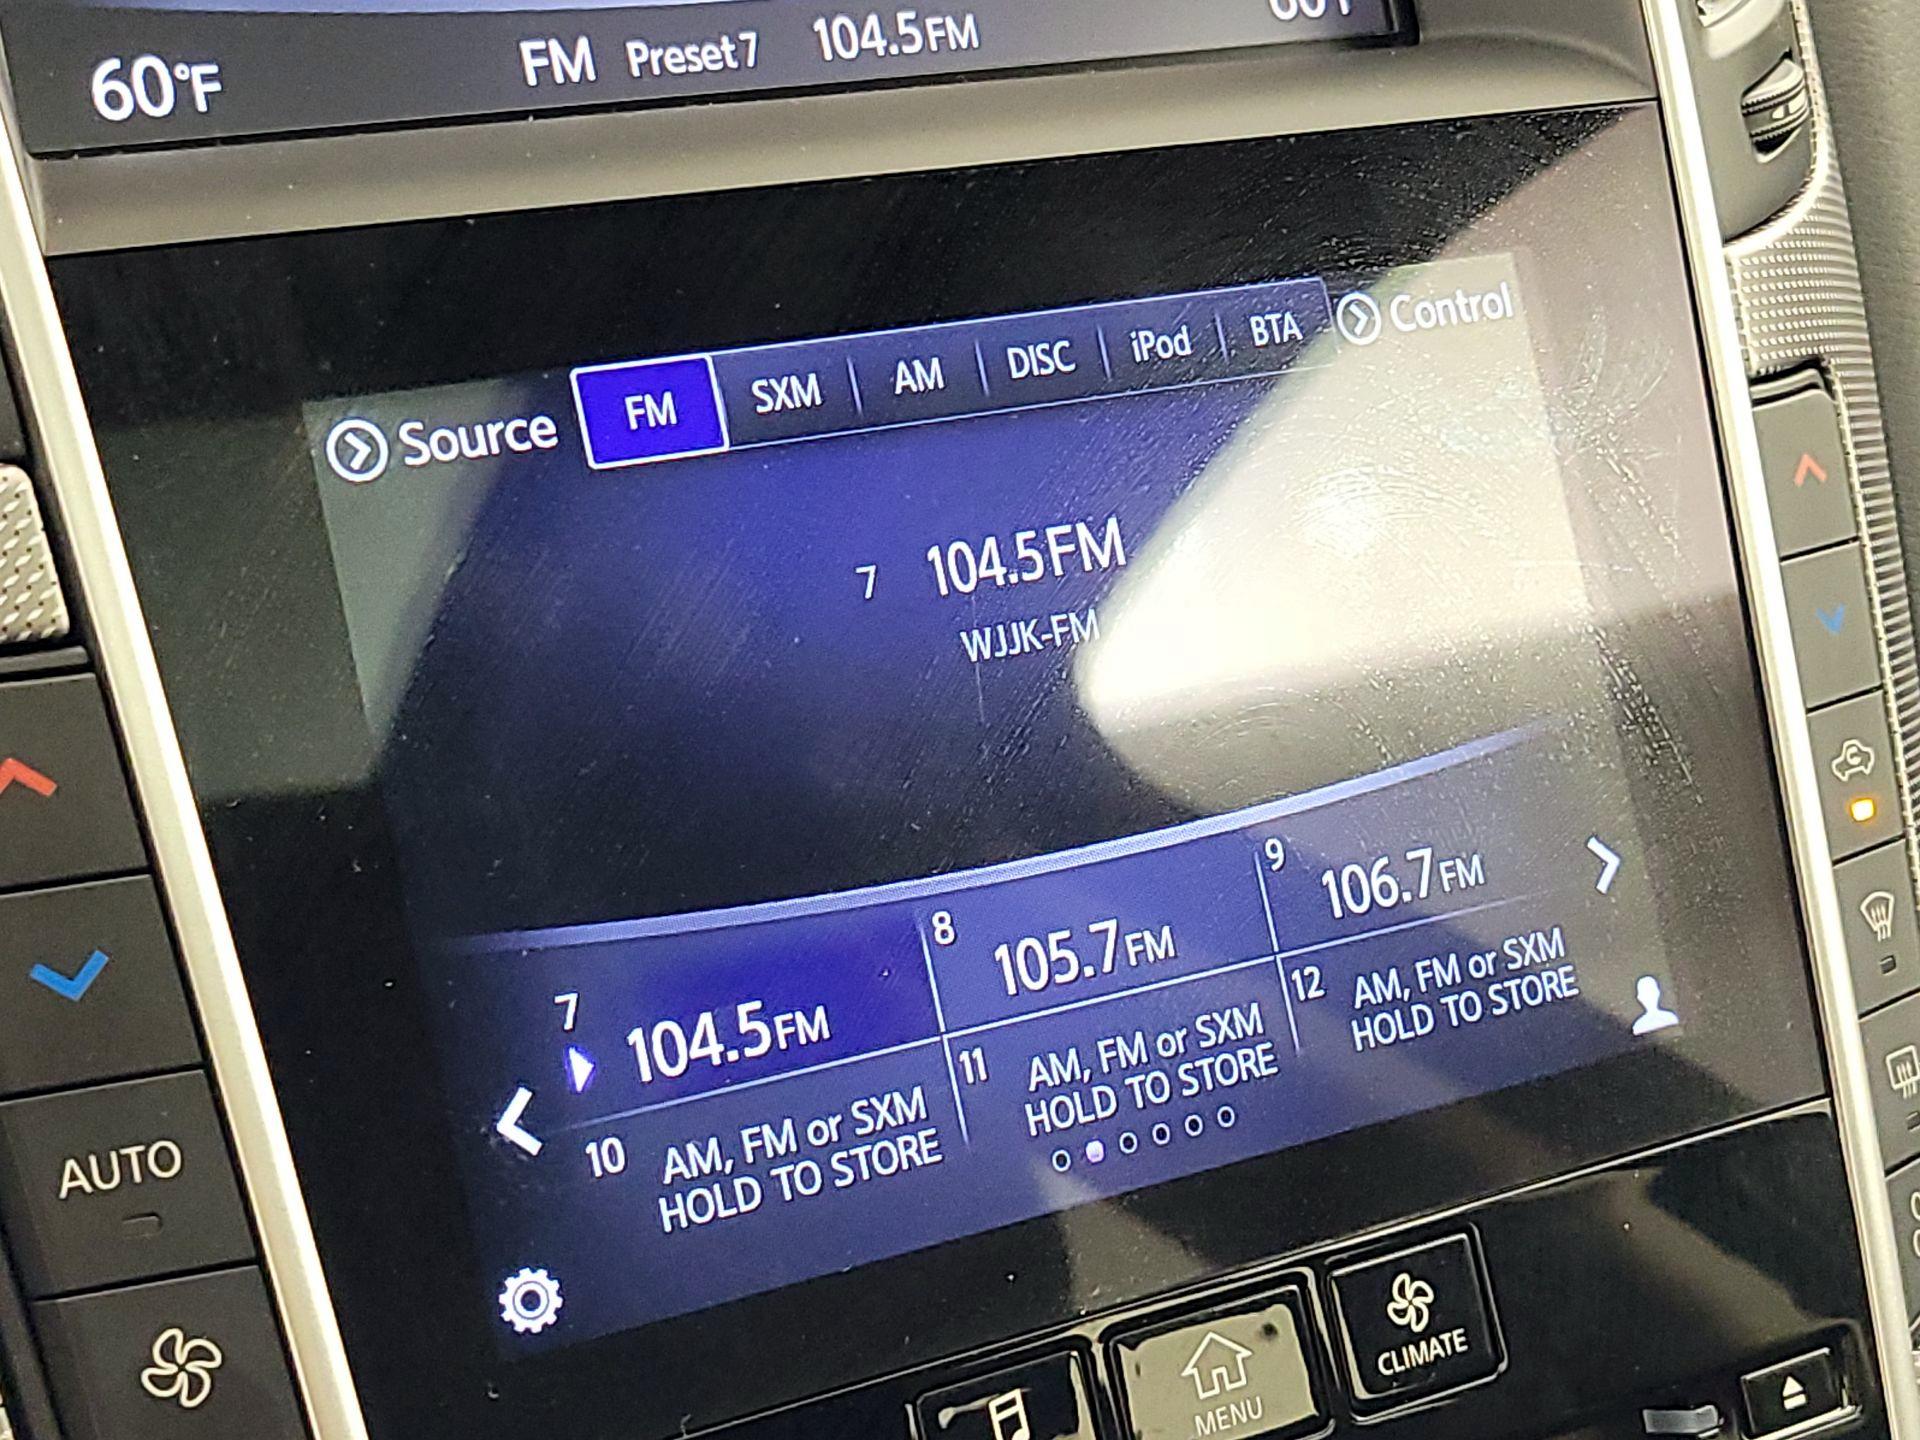 60°F FM Preset7 104.5FM
Source FM SXM AM DISC iPod BTA Control
7 104.5FM
WJJK-FM
7 104.5FM
8 105.7FM
9 106.7FM
10 AM, FM or SXM
HOLD TO STORE
11 AM, FM or SXM
HOLD TO STORE
12 AM, FM or SXM
HOLD TO STORE
AUTO
MENU
CLIMATE